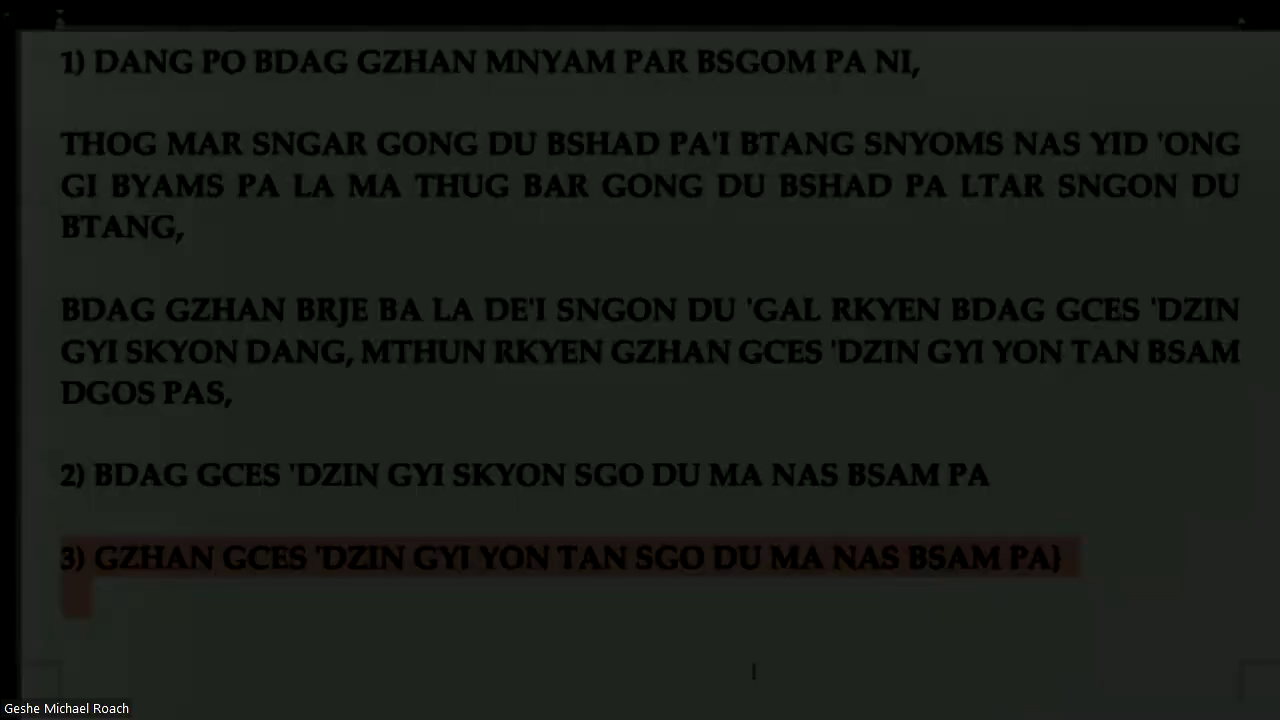 1) DANG PO BDAG GZHAN MNYAM PAR BSGOM PA NI,
THOG MAR SNGAR GONG DU BSHAD PA'I BTANG SNYOMS NAS YID 'ONG
GI BYAMS PA LA MA THUG BAR GONG DU BSHAD PA LTAR SNGON DU
BTANG,
BDAG GZHAN BRJE BA LA DE'I SNGON DU 'GAL RKYEN BDAG GCES 'DZIN
GYI SKYON DANG, MTHUN RKYEN GZHAN GCES 'DZIN GYI YON TAN BSAM
DGOS PAS,
2) BDAG GCES 'DZIN GYI SKYON SGO DU MA NAS BSAM PA
3) GZHAN GCES 'DZIN GYI YON TAN SGO DU MA NAS BSAM PA}
Geshe Michael Roach